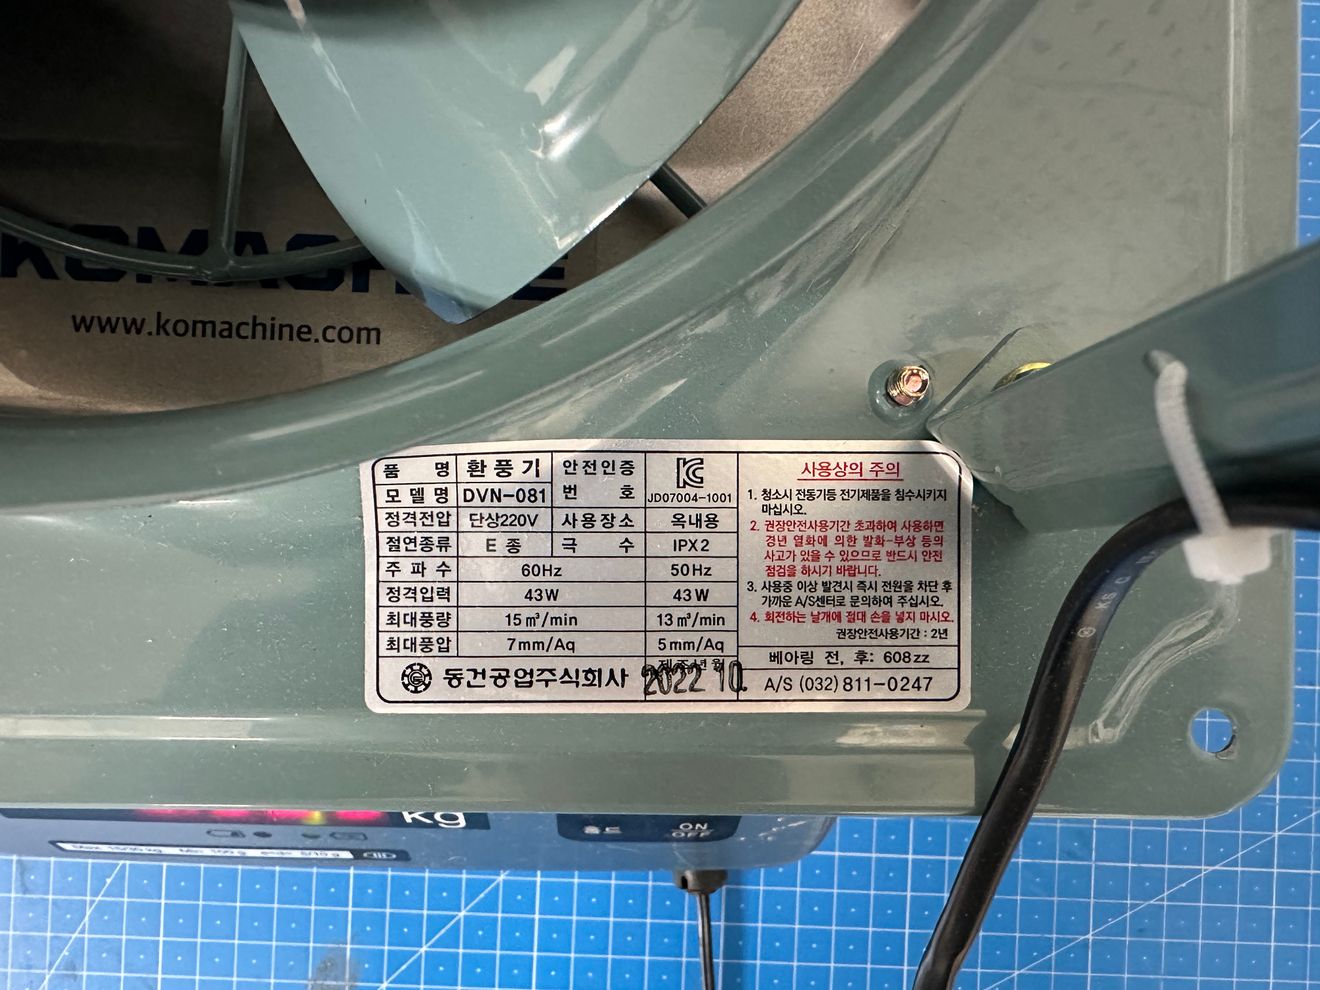 KOMACHINE
www.komachine.com
품 명 환풍기 안전인증 번 호 JD07004-1001
모델명 DVN-081
정격전압 단상220V 사용장소 옥내용
절연종류 E 종 극 수 IPX2
주파수 60Hz 50Hz
정격입력 43W 43W
최대풍량 15㎥/min 13㎥/min
최대풍압 7mm/Aq 5mm/Aq
동건공업주식회사 제조년월 2022 10.
사용상의 주의
1. 청소시 전동기등 전기제품을 침수시키지
마십시오.
2. 권장안전사용기간 초과하여 사용하면
경년 열화에 의한 발화-부상 등의
사고가 있을 수 있으므로 반드시 안전
점검을 하시기 바랍니다.
3. 사용중 이상 발견시 즉시 전원을 차단 후
가까운 A/S센터로 문의하여 주십시오.
4. 회전하는 날개에 절대 손을 넣지 마시오.
권장안전사용기간 : 2년
베아링 전, 후: 608zz
A/S (032) 811-0247
kg
홀드
ON
OFF